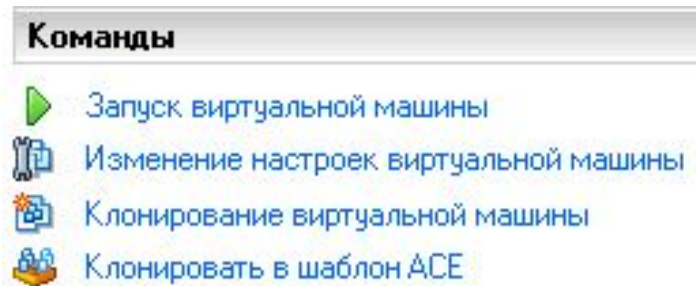 Команды
Запуск виртуальной машины
Изменение настроек виртуальной машины
Клонирование виртуальной машины
Клонировать в шаблон ACE